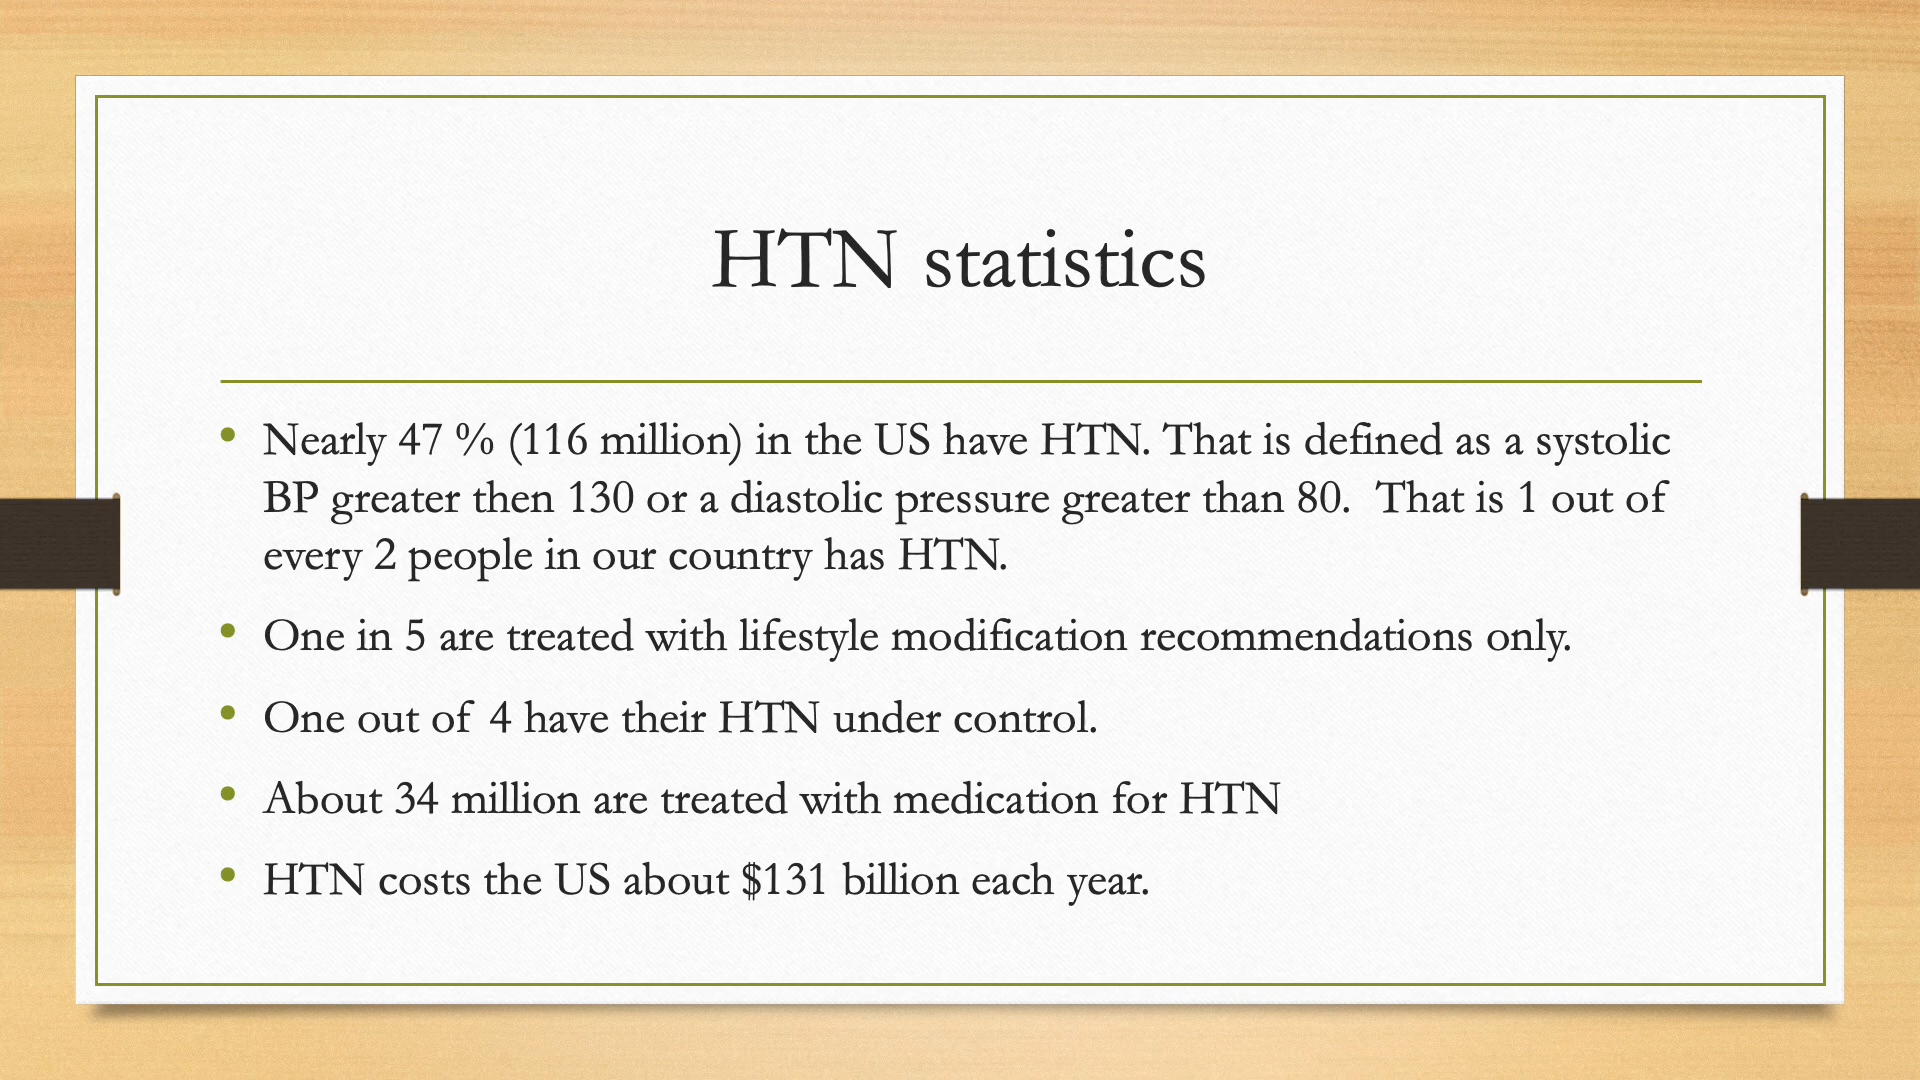 HTN statistics
• Nearly 47 % (116 million) in the US have HTN. That is defined as a systolic
BP greater then 130 or a diastolic pressure greater than 80.  That is 1 out of
every 2 people in our country has HTN.
• One in 5 are treated with lifestyle modification recommendations only.
• One out of  4 have their HTN under control.
• About 34 million are treated with medication for HTN
• HTN costs the US about $131 billion each year.